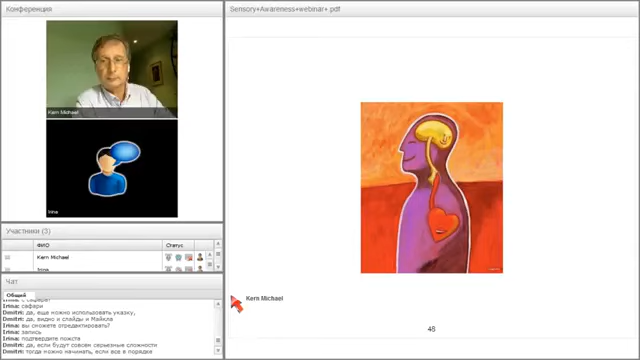 Конференция
Kern Michael
Irina
Участники (3)
ФИО
Статус
Kern Michael
Irina
Чат
Общий
Irina: сафари
Dmitri: да, еще можно использовать указку,
Dmitri: да, видно и слайды и Майкла
Irina: вы сможете отредактировать?
Irina: запись
Irina: подтвердите пожста
Dmitri: да, если будут совсем серьезные сложности
Dmitri: тогда можно начинать, если все в порядке
Sensory+Awareness+webinar+.pdf
Kern Michael
48